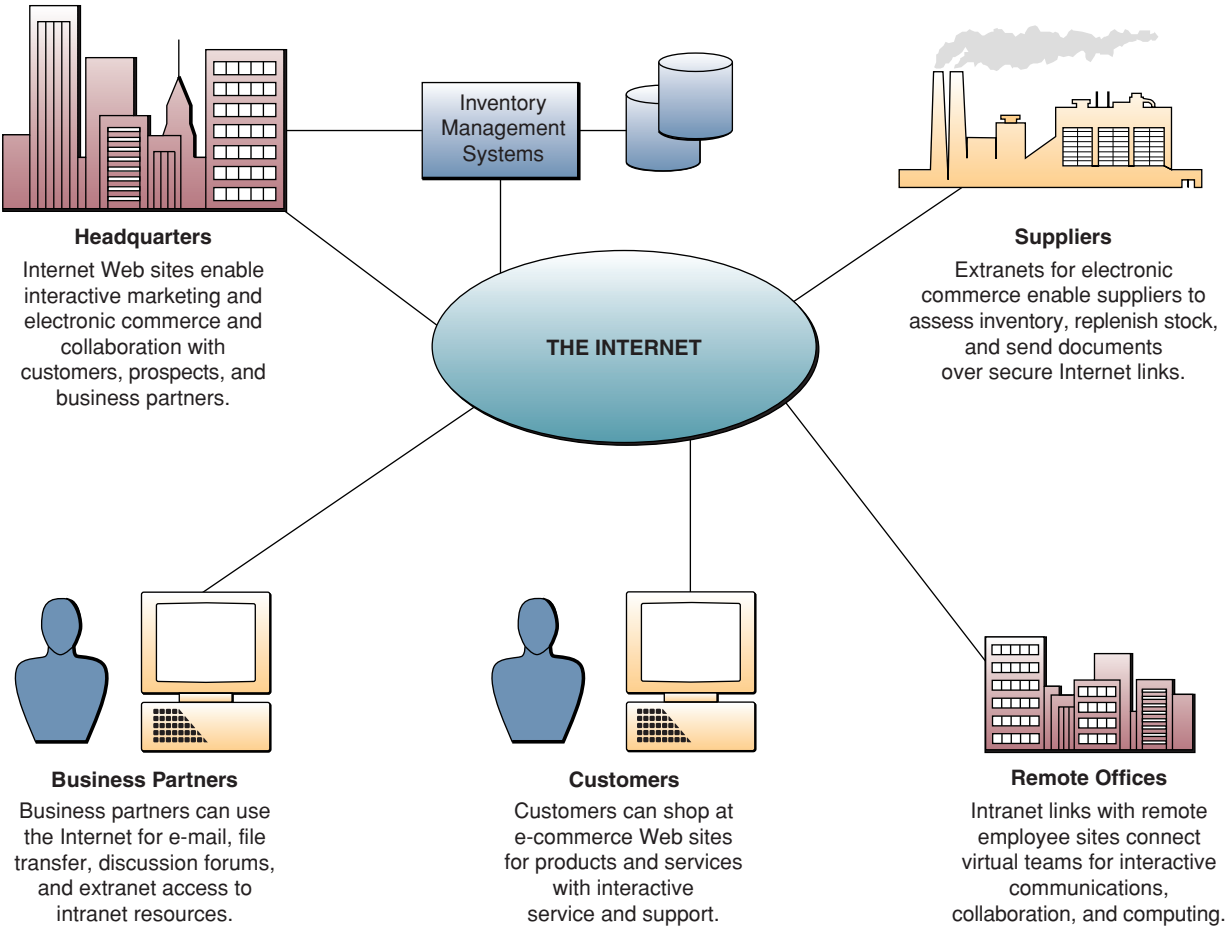 Inventory
Management
Systems
Headquarters
Internet Web sites enable
interactive marketing and
electronic commerce and
collaboration with
customers, prospects, and
business partners.
Suppliers
Extranets for electronic
commerce enable suppliers to
assess inventory, replenish stock,
and send documents
over secure Internet links.
THE INTERNET
Business Partners
Business partners can use
the Internet for e-mail, file
transfer, discussion forums,
and extranet access to
intranet resources.
Customers
Customers can shop at
e-commerce Web sites
for products and services
with interactive
service and support.
Remote Offices
Intranet links with remote
employee sites connect
virtual teams for interactive
communications,
collaboration, and computing.